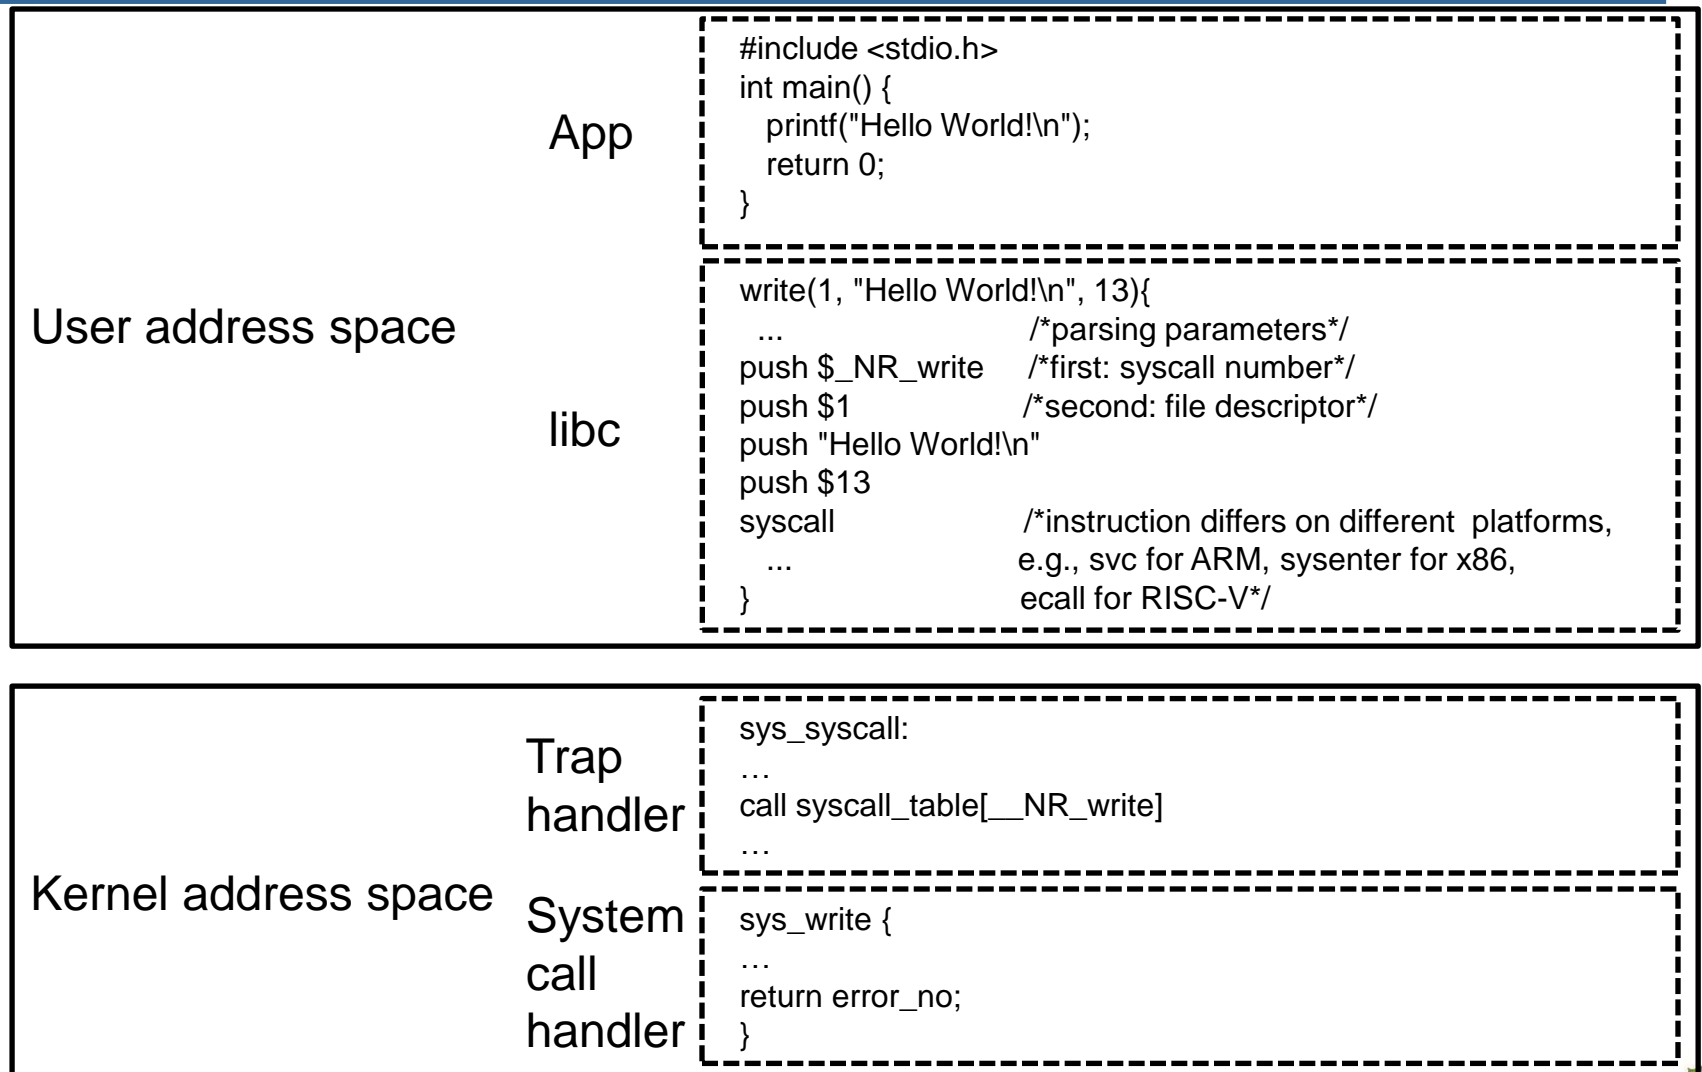 #include <stdio.h>
int main() {
printf("Hello World!\n");
return 0;
}
App
User address space
write(1, "Hello World!\n", 13){
... /*parsing parameters*/
push $_NR_write /*first: syscall number*/
push $1 /*second: file descriptor*/
push "Hello World!\n"
push $13
syscall /*instruction differs on different platforms,
... e.g., svc for ARM, sysenter for x86,
} ecall for RISC-V*/
libc
Kernel address space
Trap
handler
sys_syscall:
…
call syscall_table[__NR_write]
…
System
call
handler
sys_write {
…
return error_no;
}